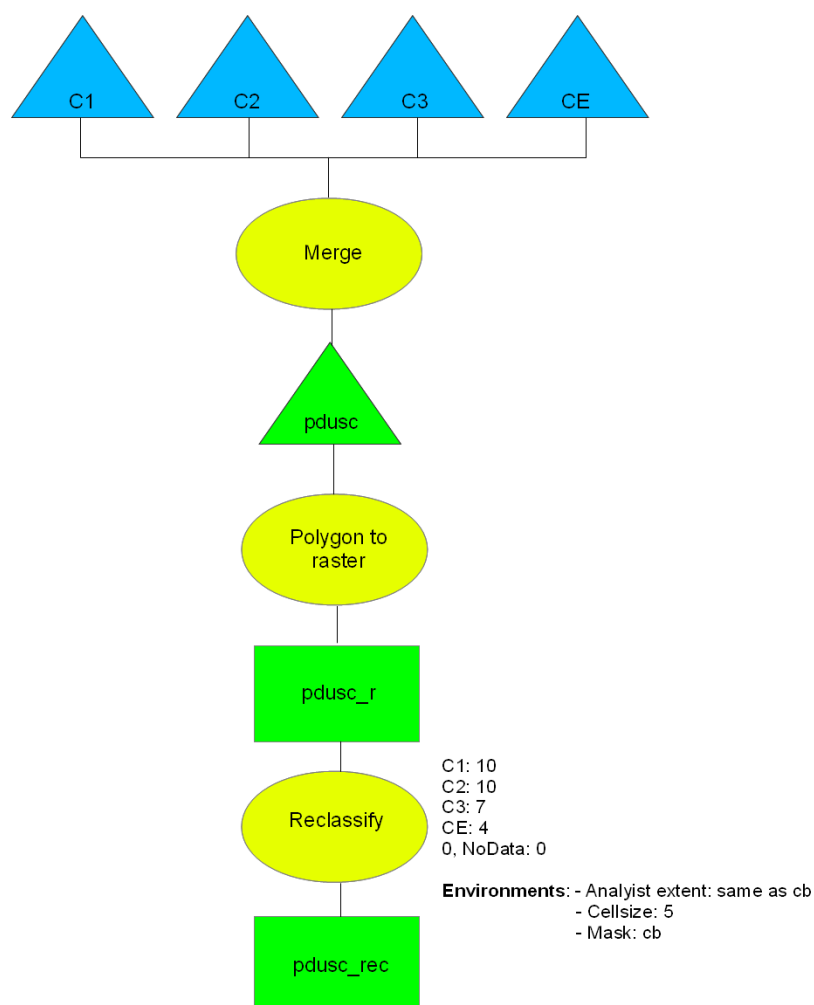 C1 C2 C3 CE
Merge
pdusc
Polygon to
raster
pdusc_r
C1: 10
C2: 10
C3: 7
CE: 4
0, NoData: 0
Reclassify
Environments: - Analyist extent: same as cb
- Cellsize: 5
- Mask: cb
pdusc_rec